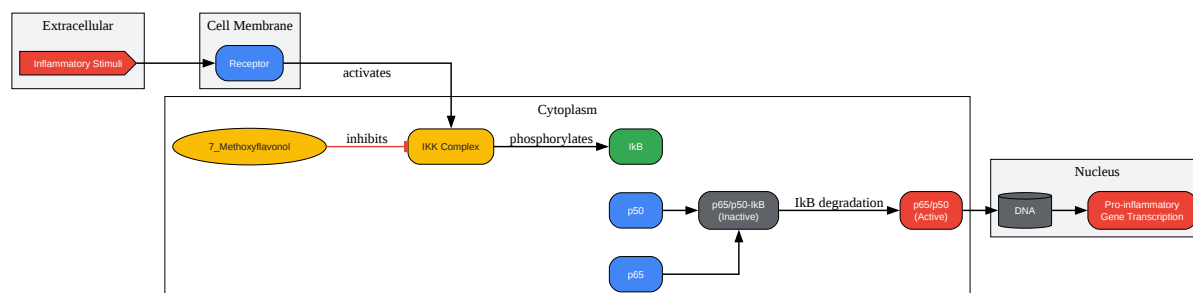 Extracellular
Cell Membrane
Inflammatory Stimuli
Receptor
activates
Cytoplasm
7_Methoxyflavonol
inhibits
IKK Complex
phosphorylates
IkB
Nucleus
p50
p65/p50-IkB
(Inactive)
IkB degradation
p65/p50
(Active)
DNA
Pro-inflammatory
Gene Transcription
p65